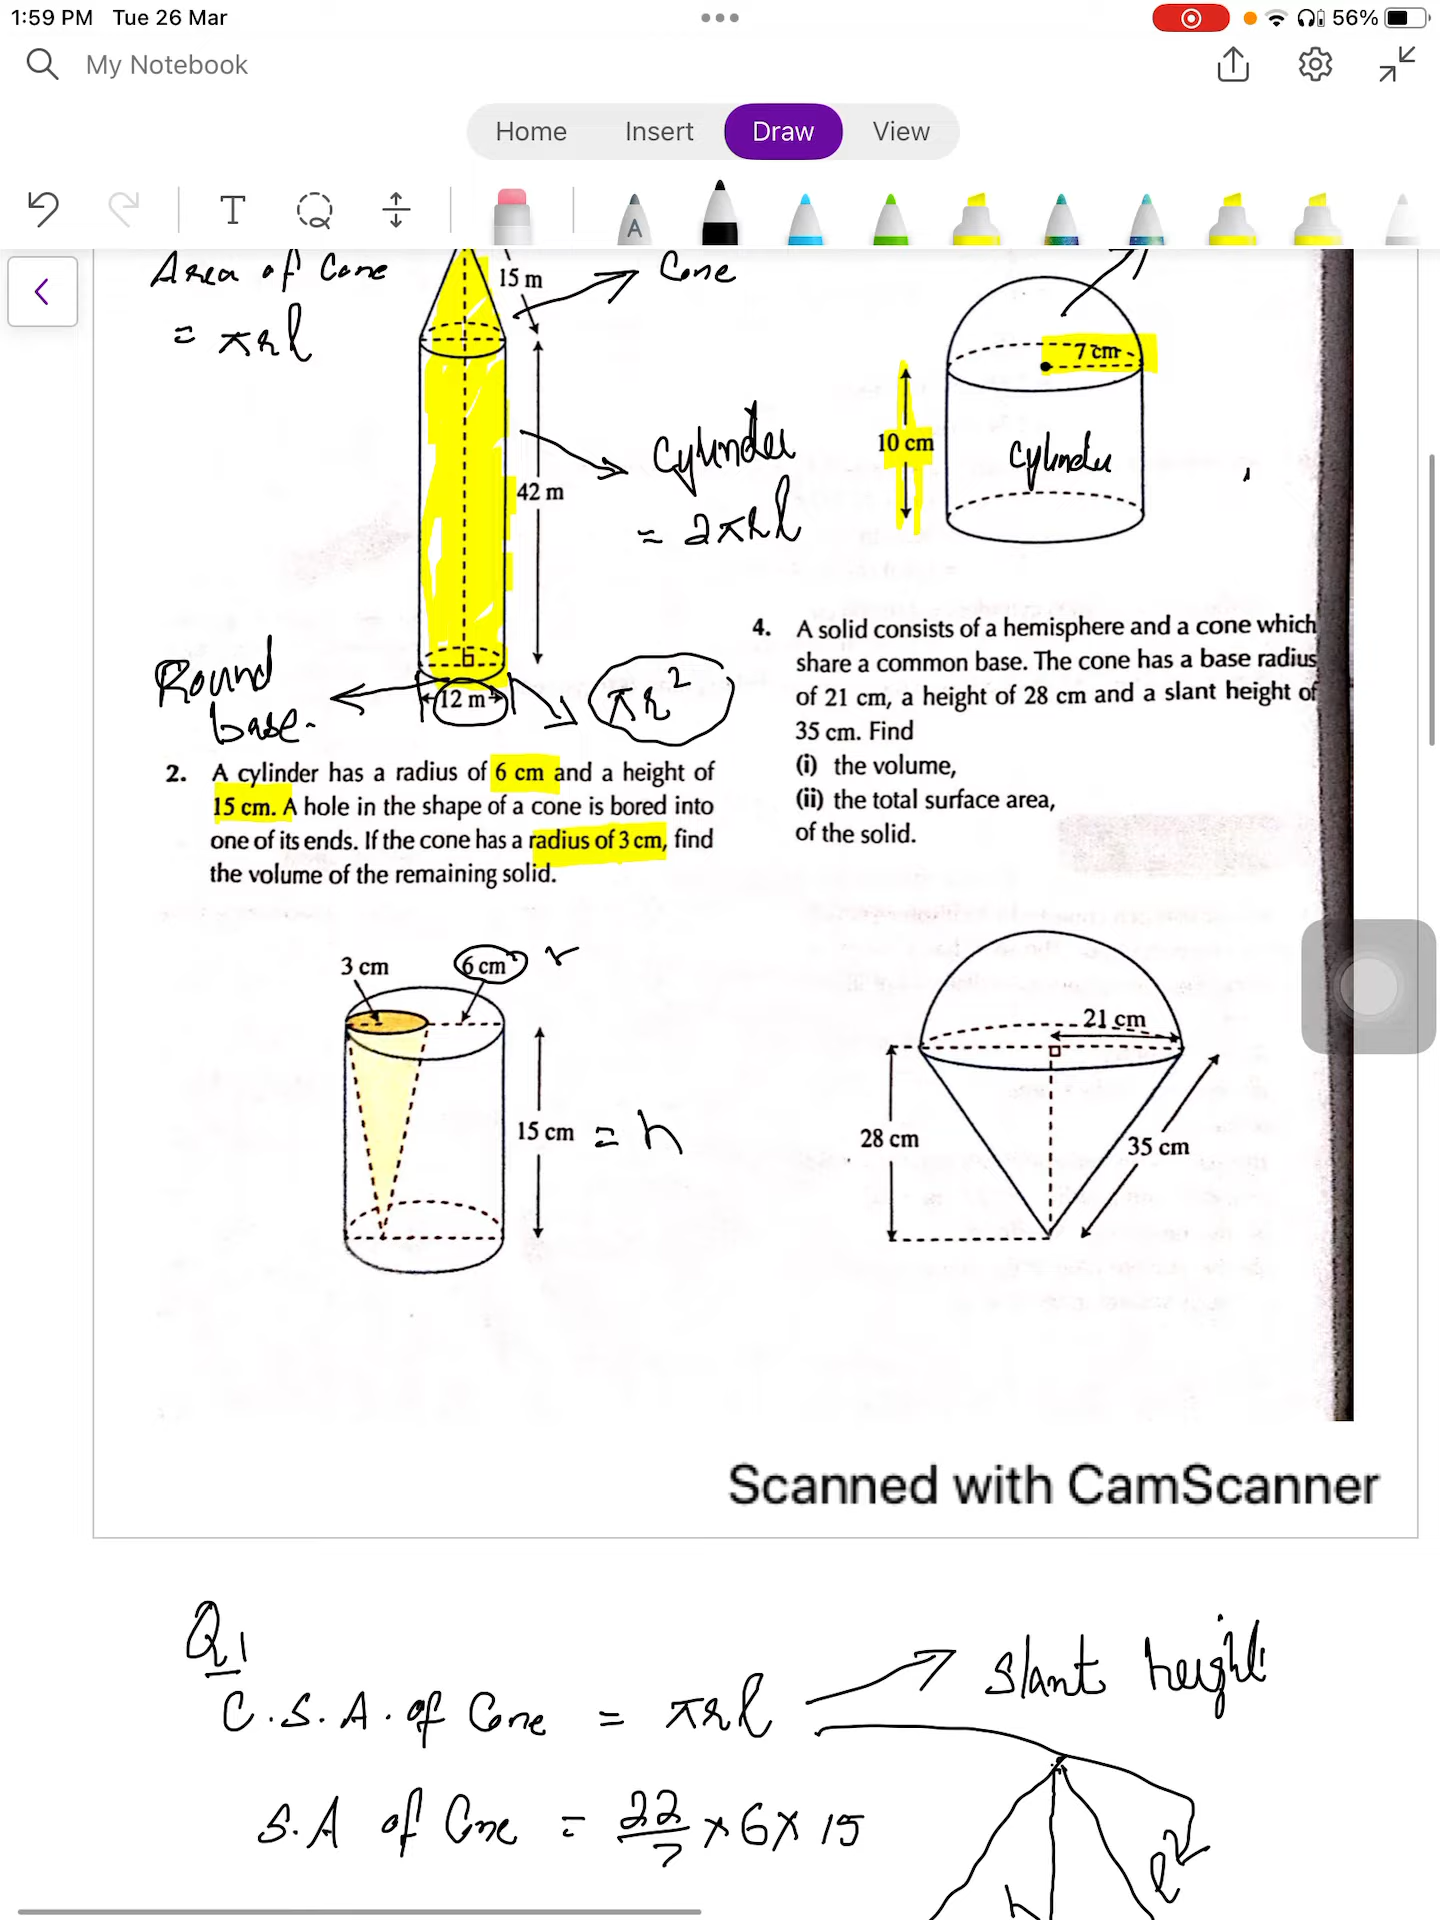 1:59 PM Tue 26 Mar
56%
My Notebook
Home Insert Draw View
T
A
Area of Cone
= πrl
15 m
Cone
Cylinder
= 2πrl
42 m
Round
base-
12 m
πr²
2. A cylinder has a radius of 6 cm and a height of
15 cm. A hole in the shape of a cone is bored into
one of its ends. If the cone has a radius of 3 cm, find
the volume of the remaining solid.
3 cm
6 cm
r
15 cm = h
7 cm
10 cm
Cylinder
4. A solid consists of a hemisphere and a cone which
share a common base. The cone has a base radius
of 21 cm, a height of 28 cm and a slant height of
35 cm. Find
(i) the volume,
(ii) the total surface area,
of the solid.
21 cm
28 cm
35 cm
Scanned with CamScanner
Q.1
C.S.A. of Cone = πrl
Slant height
S.A of Cone = 22/7 × 6 × 15
h
l²